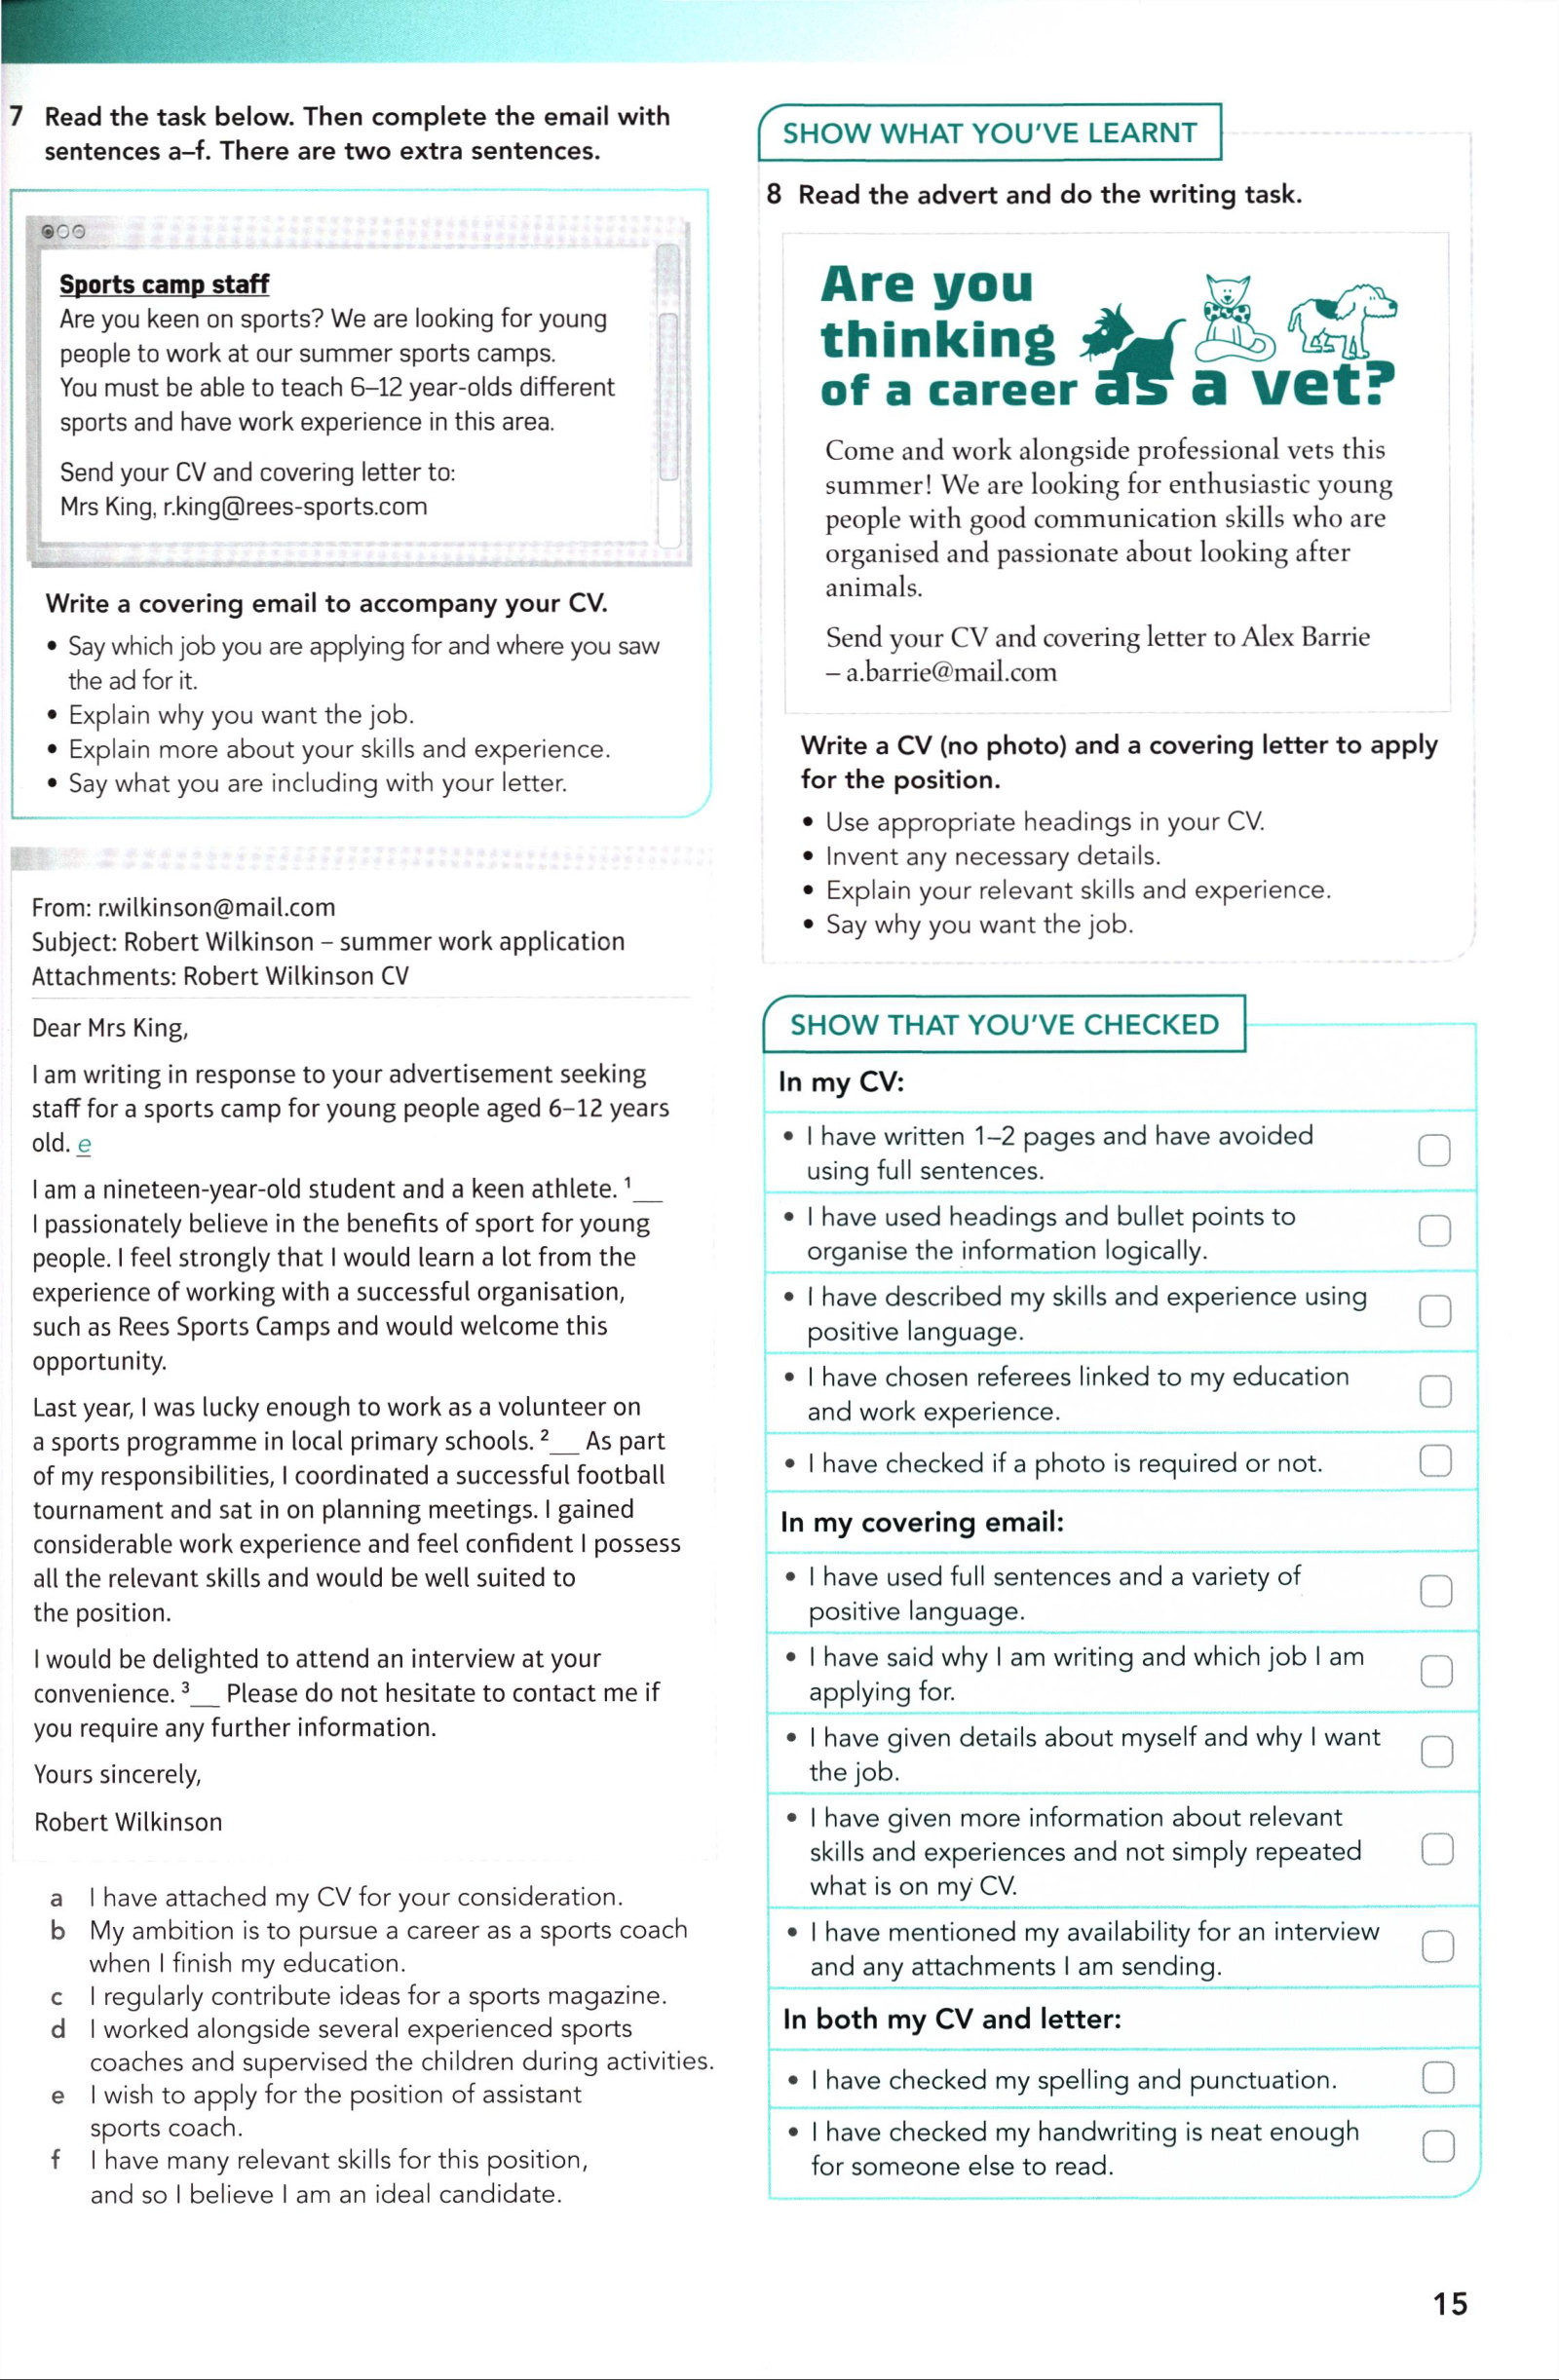 7 Read the task below. Then complete the email with
sentences a–f. There are two extra sentences.
Sports camp staff
Are you keen on sports? We are looking for young
people to work at our summer sports camps.
You must be able to teach 6–12 year-olds different
sports and have work experience in this area.
Send your CV and covering letter to:
Mrs King, r.king@rees-sports.com
Write a covering email to accompany your CV.
• Say which job you are applying for and where you saw
the ad for it.
• Explain why you want the job.
• Explain more about your skills and experience.
• Say what you are including with your letter.
From: r.wilkinson@mail.com
Subject: Robert Wilkinson – summer work application
Attachments: Robert Wilkinson CV
Dear Mrs King,
I am writing in response to your advertisement seeking
staff for a sports camp for young people aged 6–12 years
old. e
I am a nineteen-year-old student and a keen athlete. 1__
I passionately believe in the benefits of sport for young
people. I feel strongly that I would learn a lot from the
experience of working with a successful organisation,
such as Rees Sports Camps and would welcome this
opportunity.
Last year, I was lucky enough to work as a volunteer on
a sports programme in local primary schools. 2__ As part
of my responsibilities, I coordinated a successful football
tournament and sat in on planning meetings. I gained
considerable work experience and feel confident I possess
all the relevant skills and would be well suited to
the position.
I would be delighted to attend an interview at your
convenience. 3__ Please do not hesitate to contact me if
you require any further information.
Yours sincerely,
Robert Wilkinson
a I have attached my CV for your consideration.
b My ambition is to pursue a career as a sports coach
when I finish my education.
c I regularly contribute ideas for a sports magazine.
d I worked alongside several experienced sports
coaches and supervised the children during activities.
e I wish to apply for the position of assistant
sports coach.
f I have many relevant skills for this position,
and so I believe I am an ideal candidate.
SHOW WHAT YOU'VE LEARNT
8 Read the advert and do the writing task.
Are you
thinking
of a career as a vet?
Come and work alongside professional vets this
summer! We are looking for enthusiastic young
people with good communication skills who are
organised and passionate about looking after
animals.
Send your CV and covering letter to Alex Barrie
– a.barrie@mail.com
Write a CV (no photo) and a covering letter to apply
for the position.
• Use appropriate headings in your CV.
• Invent any necessary details.
• Explain your relevant skills and experience.
• Say why you want the job.
SHOW THAT YOU'VE CHECKED
In my CV:
• I have written 1–2 pages and have avoided
using full sentences.
• I have used headings and bullet points to
organise the information logically.
• I have described my skills and experience using
positive language.
• I have chosen referees linked to my education
and work experience.
• I have checked if a photo is required or not.
In my covering email:
• I have used full sentences and a variety of
positive language.
• I have said why I am writing and which job I am
applying for.
• I have given details about myself and why I want
the job.
• I have given more information about relevant
skills and experiences and not simply repeated
what is on my CV.
• I have mentioned my availability for an interview
and any attachments I am sending.
In both my CV and letter:
• I have checked my spelling and punctuation.
• I have checked my handwriting is neat enough
for someone else to read.
15